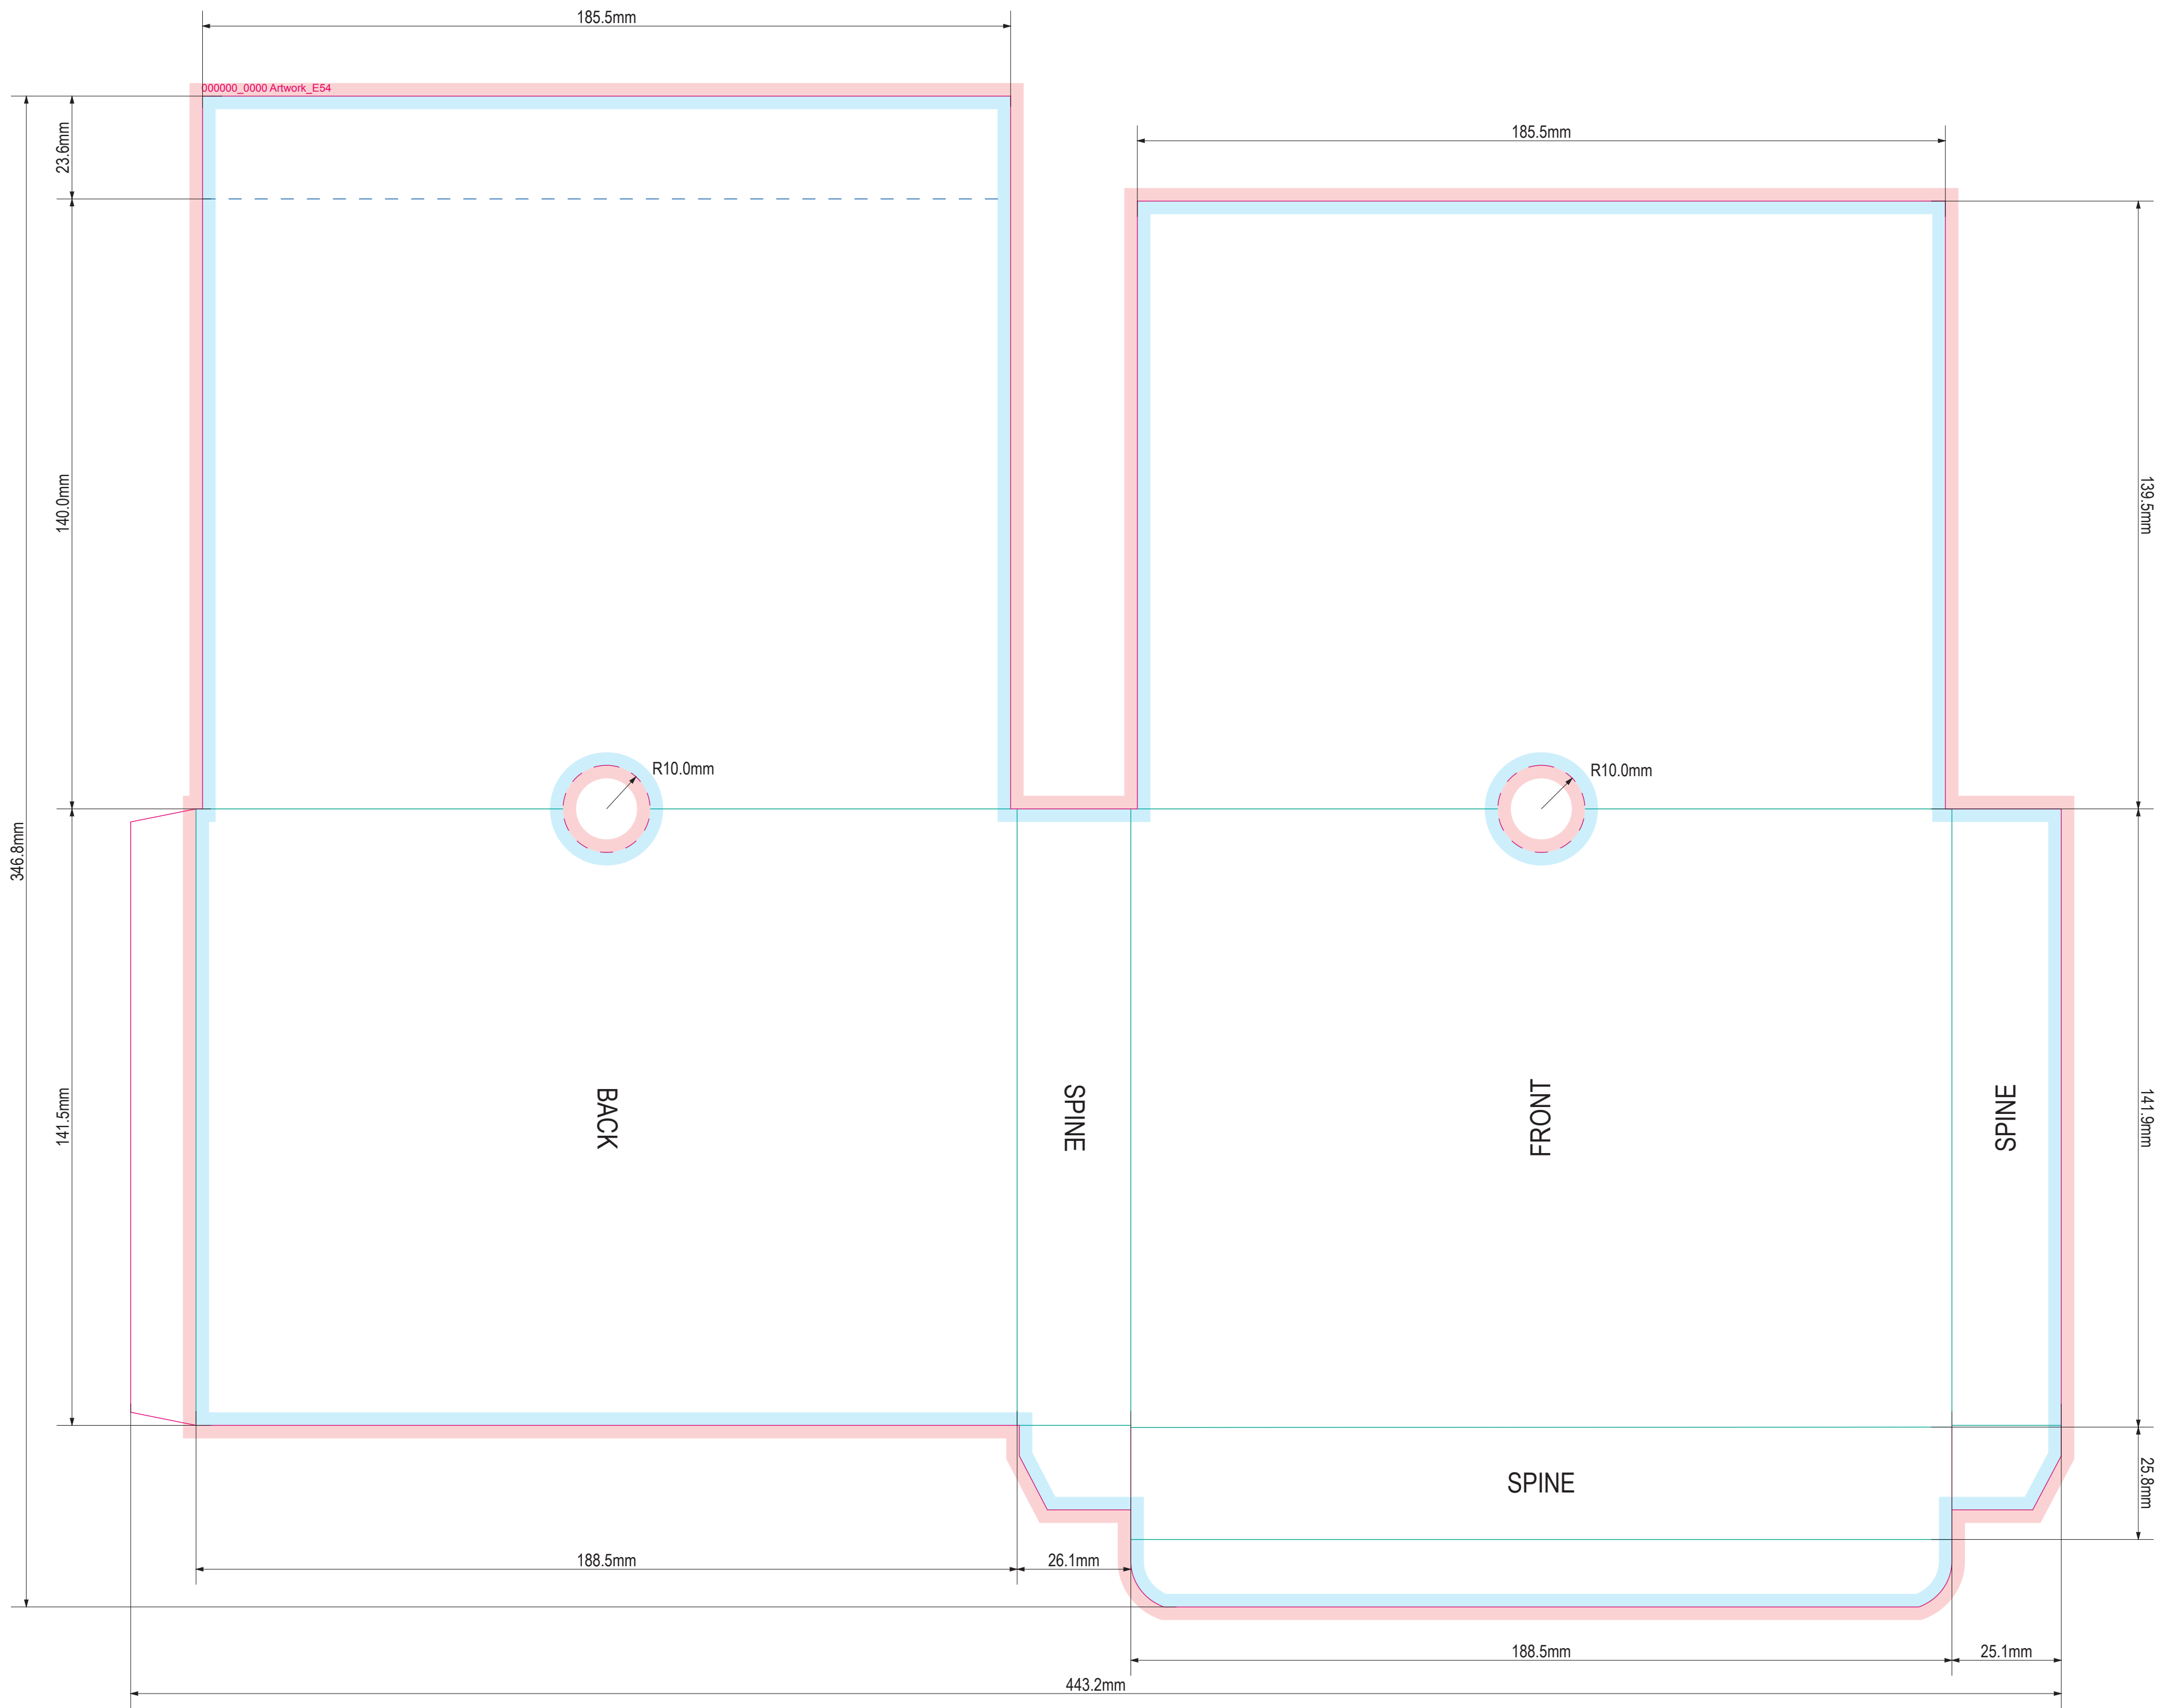 185.5mm
000000_0000 Artwork_E54
23.6mm
185.5mm
140.0mm
139.5mm
R10.0mm
R10.0mm
346.8mm
141.5mm
BACK
SPINE
FRONT
SPINE
141.9mm
SPINE
25.8mm
188.5mm
26.1mm
188.5mm
25.1mm
443.2mm